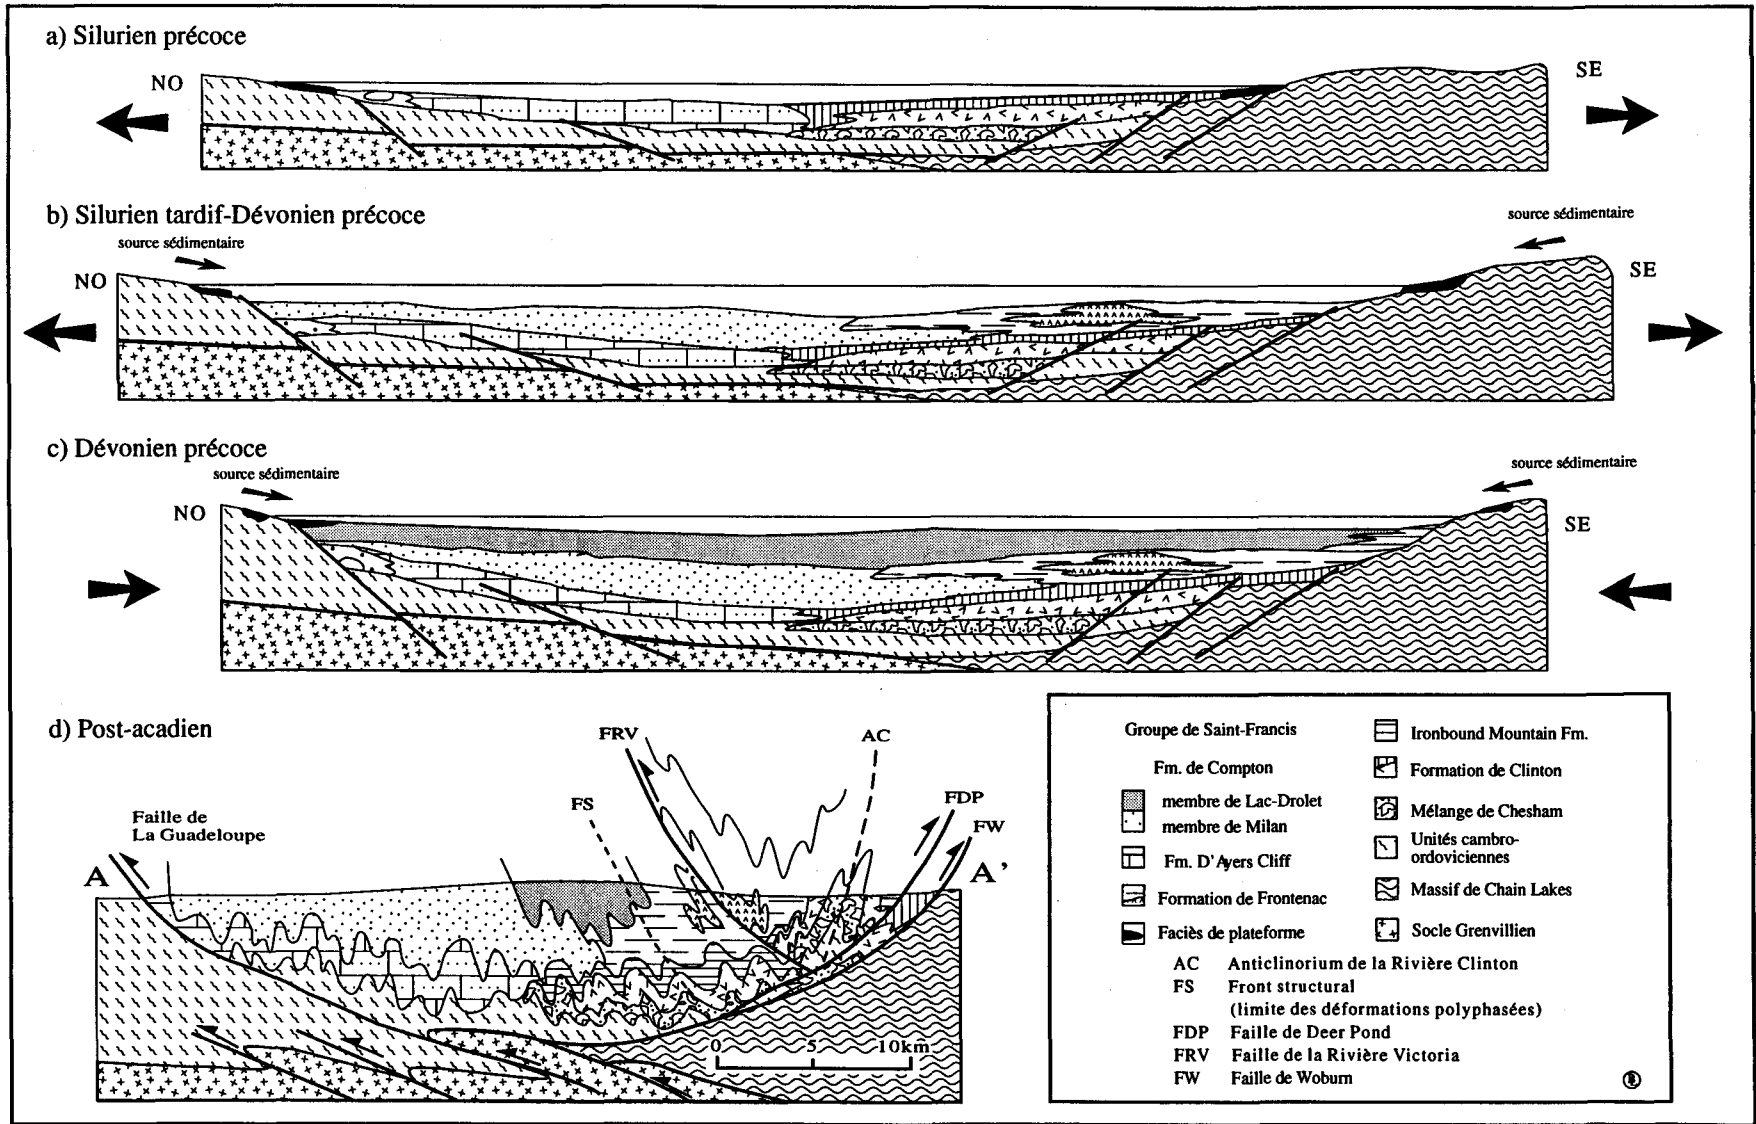 a) Silurien précoce
NO
SE
b) Silurien tardif-Dévonien précoce
source sédimentaire
source sédimentaire
NO
SE
c) Dévonien précoce
source sédimentaire
source sédimentaire
NO
SE
d) Post-acadien
FRV
AC
FS
FDP
FW
Faille de
La Guadeloupe
A
A'
0 5 10km
Groupe de Saint-Francis
Fm. de Compton
membre de Lac-Drolet
membre de Milan
Fm. D'Ayers Cliff
Formation de Frontenac
Faciès de plateforme
Ironbound Mountain Fm.
Formation de Clinton
Mélange de Chesham
Unités cambro-
ordoviciennes
Massif de Chain Lakes
Socle Grenvillien
AC Anticlinorium de la Rivière Clinton
FS Front structural
(limite des déformations polyphasées)
FDP Faille de Deer Pond
FRV Faille de la Rivière Victoria
FW Faille de Woburn